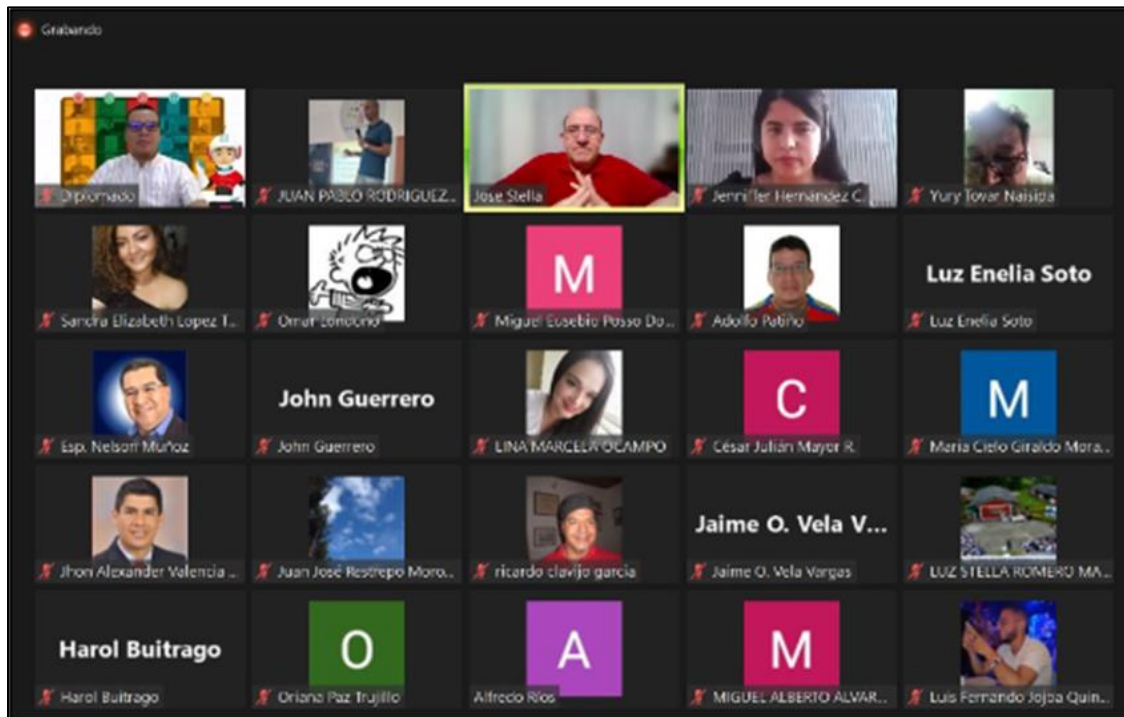 Grabando
Diplomado
JUAN PABLO RODRIGUEZ...
Jose Stella
Jenniffer Hernández C.
Yury Tovar Naisipa
Sandra Elizabeth Lopez T...
Omar Londoño
M
Miguel Eusebio Posso Do...
Adolfo Patiño
Luz Enelia Soto
Luz Enelia Soto
Esp. Nelson Muñoz
John Guerrero
John Guerrero
LINA MARCELA OCAMPO
C
César Julián Mayor R.
M
Maria Cielo Giraldo Mora...
Jhon Alexander Valencia ...
Juan José Restrepo Moro...
ricardo clavijo garcia
Jaime O. Vela V...
Jaime O. Vela Vargas
LUZ STELLA ROMERO MA...
Harol Buitrago
Harol Buitrago
O
Oriana Paz Trujillo
A
Alfredo Ríos
M
MIGUEL ALBERTO ALVAR...
Luis Fernando Jojoa Quin...